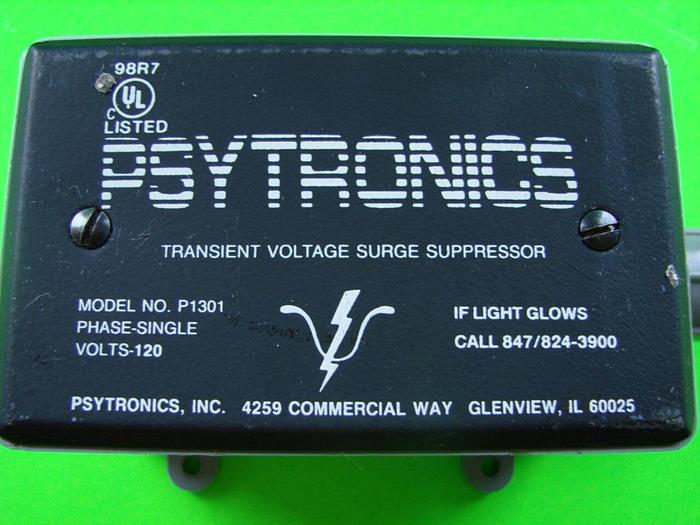 98R7
C UL
LISTED
PSYTRONICS
TRANSIENT VOLTAGE SURGE SUPPRESSOR
MODEL NO. P1301
PHASE-SINGLE
VOLTS-120
IF LIGHT GLOWS
CALL 847/824-3900
PSYTRONICS, INC. 4259 COMMERCIAL WAY GLENVIEW, IL 60025